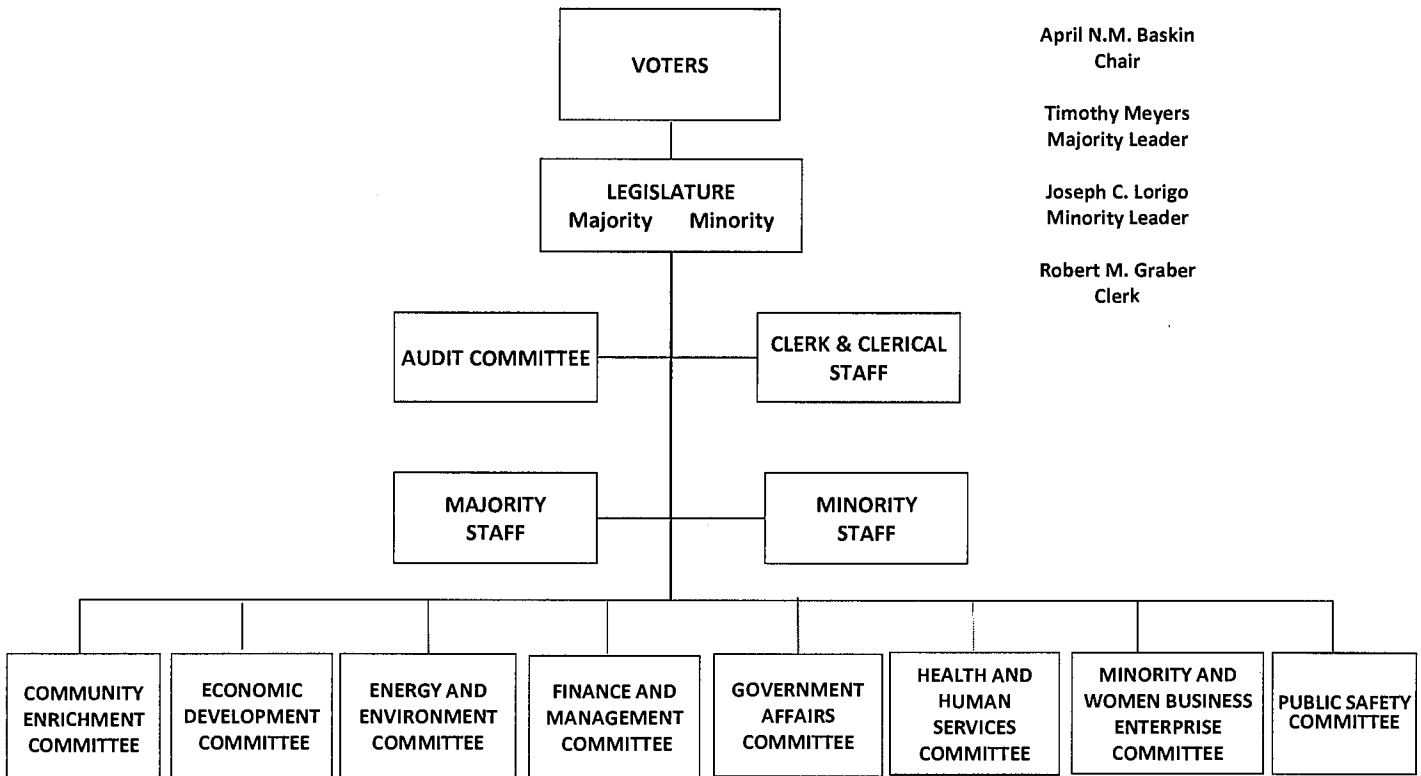 VOTERS
April N.M. Baskin
Chair
Timothy Meyers
Majority Leader
Joseph C. Lorigo
Minority Leader
Robert M. Graber
Clerk
LEGISLATURE
Majority Minority
AUDIT COMMITTEE
CLERK & CLERICAL
STAFF
MAJORITY
STAFF
MINORITY
STAFF
COMMUNITY
ENRICHMENT
COMMITTEE
ECONOMIC
DEVELOPMENT
COMMITTEE
ENERGY AND
ENVIRONMENT
COMMITTEE
FINANCE AND
MANAGEMENT
COMMITTEE
GOVERNMENT
AFFAIRS
COMMITTEE
HEALTH AND
HUMAN
SERVICES
COMMITTEE
MINORITY AND
WOMEN BUSINESS
ENTERPRISE
COMMITTEE
PUBLIC SAFETY
COMMITTEE